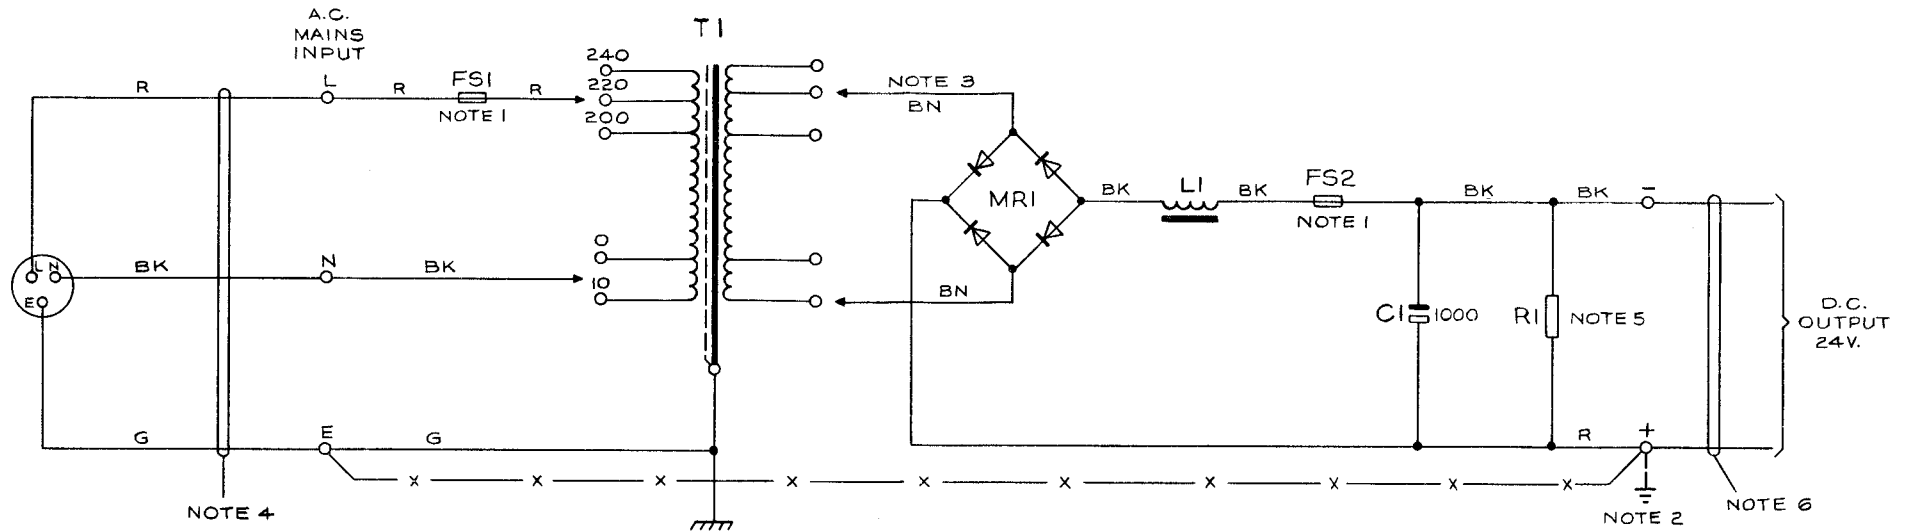 T1
A.C.
MAINS
INPUT
240
220
200
R
L
R
FS1
R
NOTE 1
NOTE 3
BN
MR1
BK
L1
BK
FS2
NOTE 1
BK
BK
−
L N
E
BK
N
BK
0
10
BN
C1 1000
R1 NOTE 5
D.C.
OUTPUT
24V.
G
E
G
R
+
X X X X X X X X X X
NOTE 4
NOTE 2
NOTE 6